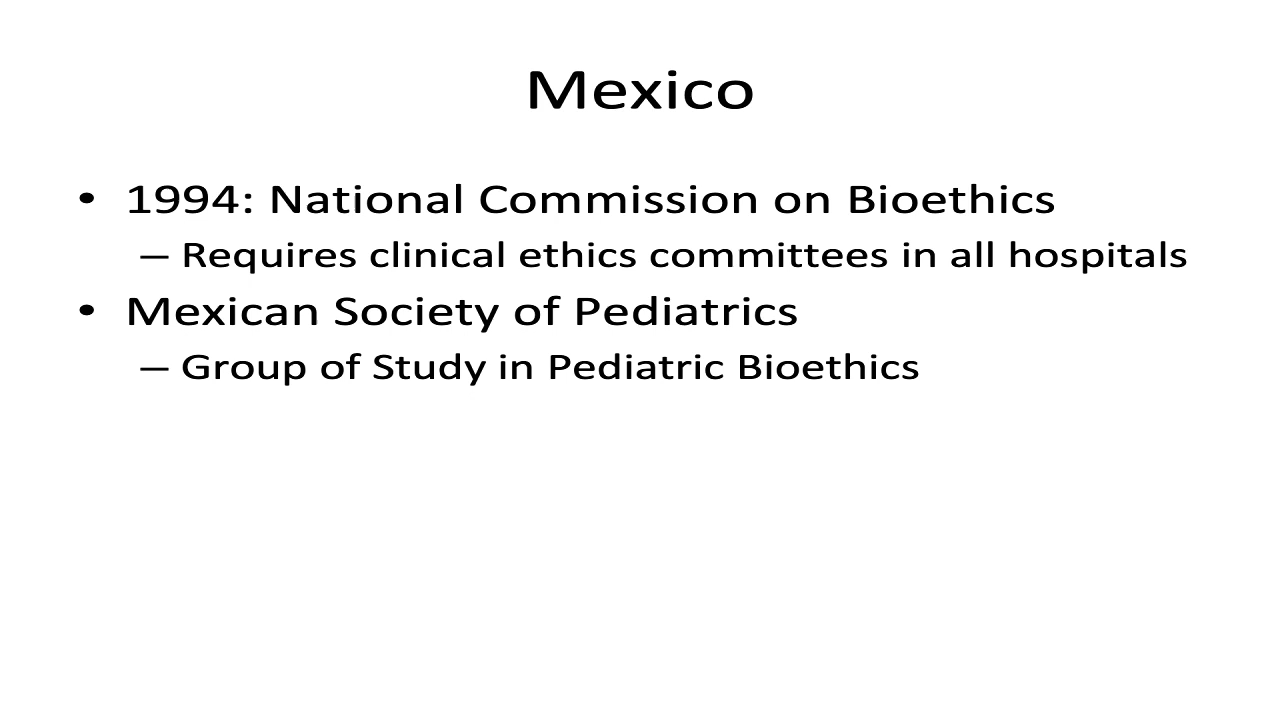 Mexico
• 1994: National Commission on Bioethics
– Requires clinical ethics committees in all hospitals
• Mexican Society of Pediatrics
– Group of Study in Pediatric Bioethics